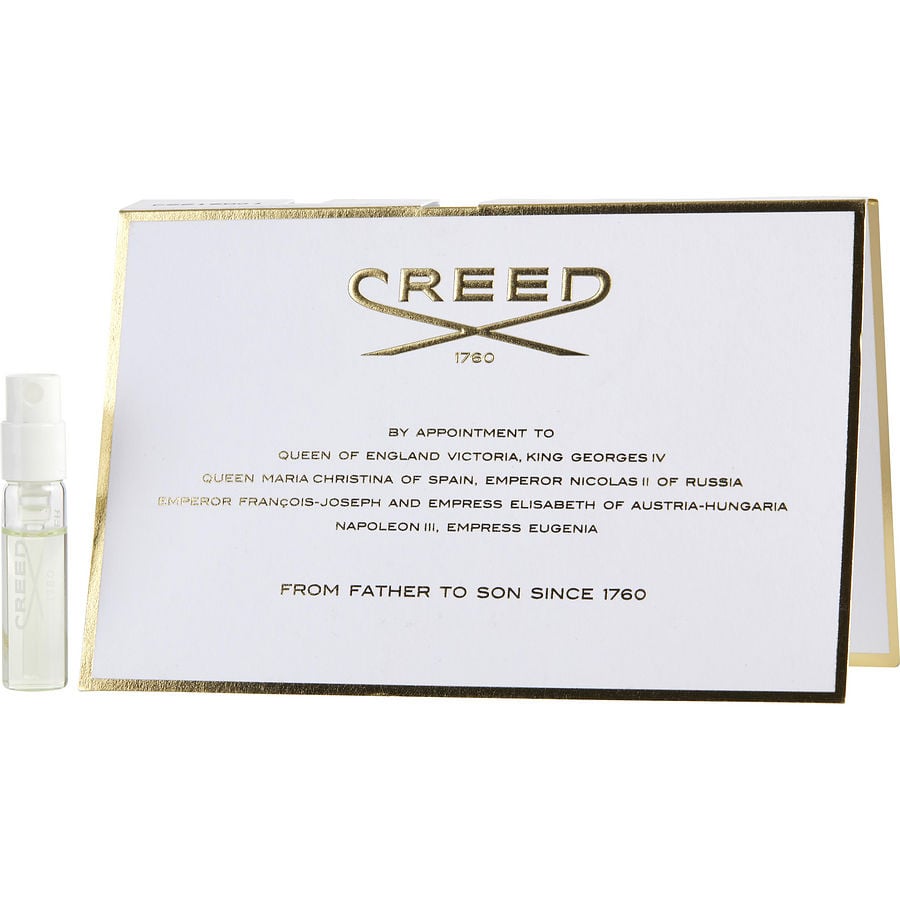 CREED
1760
BY APPOINTMENT TO
QUEEN OF ENGLAND VICTORIA, KING GEORGES IV
QUEEN MARIA CHRISTINA OF SPAIN, EMPEROR NICOLAS II OF RUSSIA
EMPEROR FRANÇOIS-JOSEPH AND EMPRESS ELISABETH OF AUSTRIA-HUNGARIA
NAPOLEON III, EMPRESS EUGENIA
FROM FATHER TO SON SINCE 1760
CREED
1760